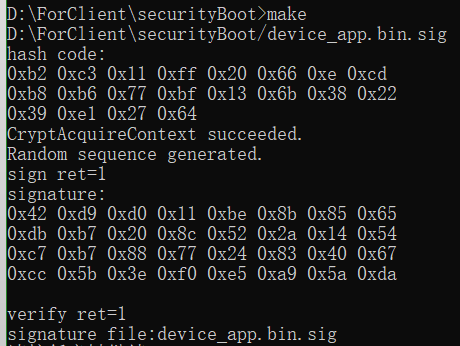 D:\ForClient\securityBoot>make
D:\ForClient\securityBoot/device_app.bin.sig
hash code:
0xb2 0xc3 0x11 0xff 0x20 0x66 0xe 0xcd
0xb8 0xb6 0x77 0xbf 0x13 0x6b 0x38 0x22
0x39 0xe1 0x27 0x64
CryptAcquireContext succeeded.
Random sequence generated.
sign ret=1
signature:
0x42 0xd9 0xd0 0x11 0xbe 0x8b 0x85 0x65
0xdb 0xb7 0x20 0x8c 0x52 0x2a 0x14 0x54
0xc7 0xb7 0x88 0x77 0x24 0x83 0x40 0x67
0xcc 0x5b 0x3e 0xf0 0xe5 0xa9 0x5a 0xda
verify ret=1
signature file:device_app.bin.sig